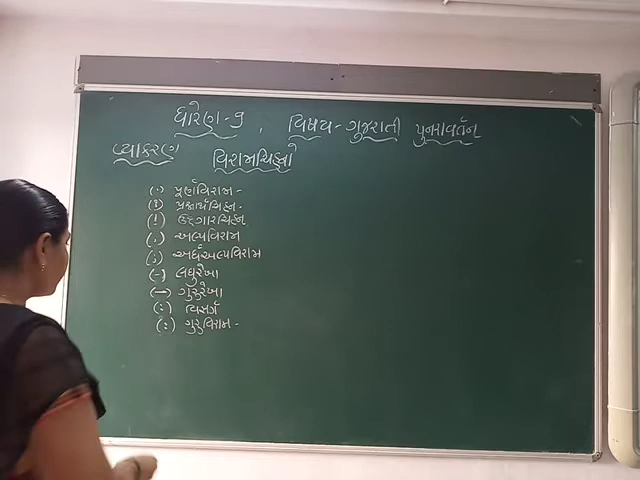 ધોરણ-૭, વિષય-ગુજરાતી પુનરાવર્તન
વ્યાકરણ વિરામચિહ્નો
(.) પૂર્ણવિરામ-
(?) પ્રશ્નાર્થચિહ્ન-
(!) ઉદ્ગારચિહ્ન
(,) અલ્પવિરામ
(;) અર્ધઅલ્પવિરામ
(-) લઘુરેખા
(—) ગુરુરેખા
(:) વિસર્ગ
(:) ગુરુવિરામ-